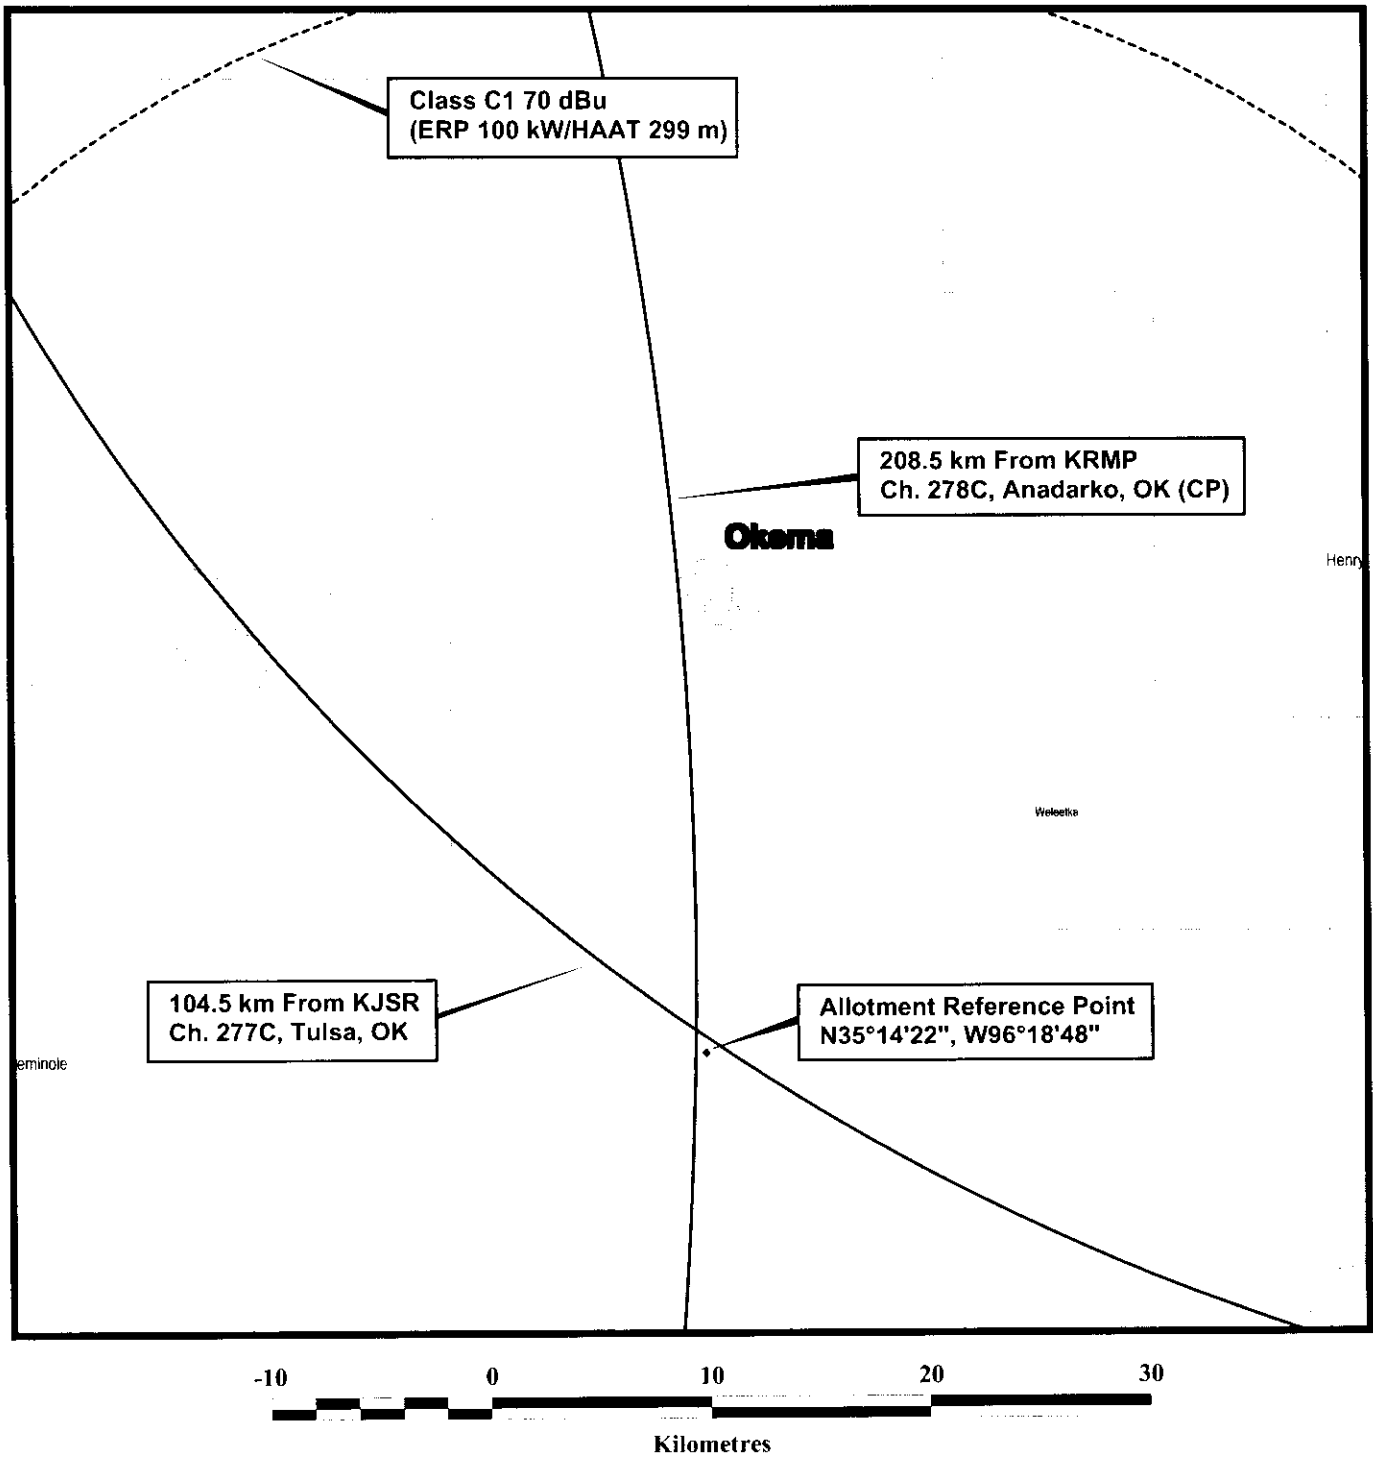 Class C1 70 dBu
(ERP 100 kW/HAAT 299 m)
208.5 km From KRMP
Ch. 278C, Anadarko, OK (CP)
Okema
Henry
Weleetka
104.5 km From KJSR
Ch. 277C, Tulsa, OK
Allotment Reference Point
N35°14'22", W96°18'48"
eminole
-10 0 10 20 30
Kilometres